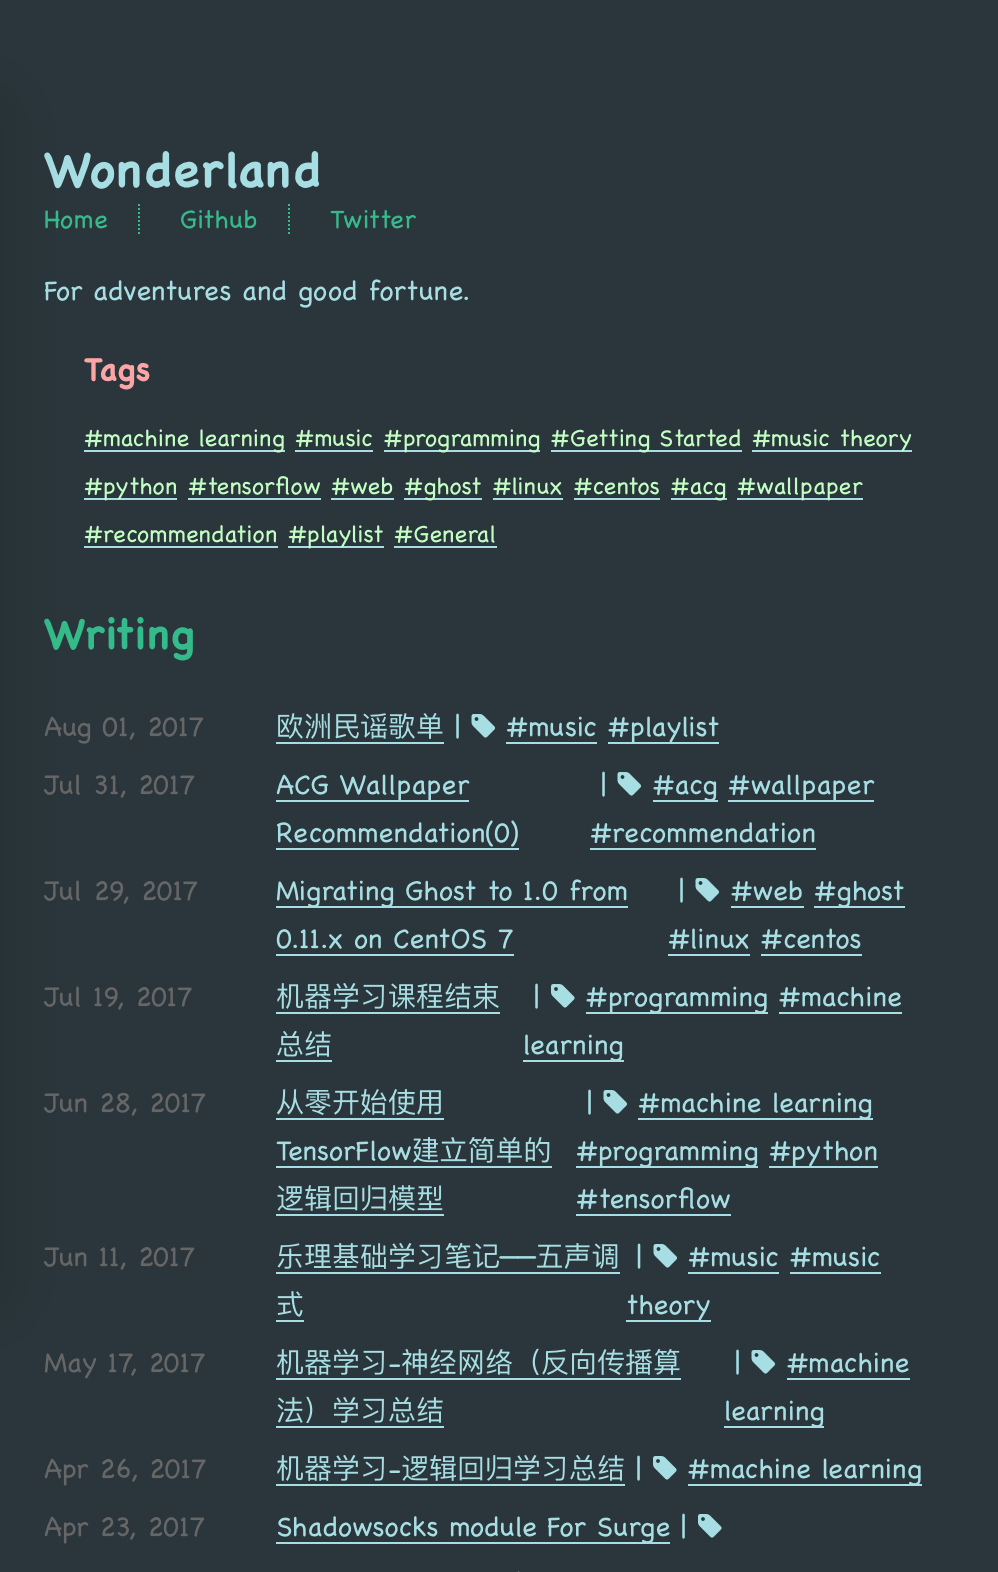 Wonderland
Home Github Twitter
For adventures and good fortune.
Tags
#machine learning #music #programming #Getting Started #music theory
#python #tensorflow #web #ghost #linux #centos #acg #wallpaper
#recommendation #playlist #General
Writing
Aug 01, 2017 欧洲民谣歌单 | #music #playlist
Jul 31, 2017 ACG Wallpaper | #acg #wallpaper
Recommendation(0) #recommendation
Jul 29, 2017 Migrating Ghost to 1.0 from | #web #ghost
0.11.x on CentOS 7 #linux #centos
Jul 19, 2017 机器学习课程结束 | #programming #machine
总结 learning
Jun 28, 2017 从零开始使用 | #machine learning
TensorFlow建立简单的 #programming #python
逻辑回归模型 #tensorflow
Jun 11, 2017 乐理基础学习笔记——五声调 | #music #music
式 theory
May 17, 2017 机器学习-神经网络（反向传播算 | #machine
法）学习总结 learning
Apr 26, 2017 机器学习-逻辑回归学习总结 | #machine learning
Apr 23, 2017 Shadowsocks module For Surge |